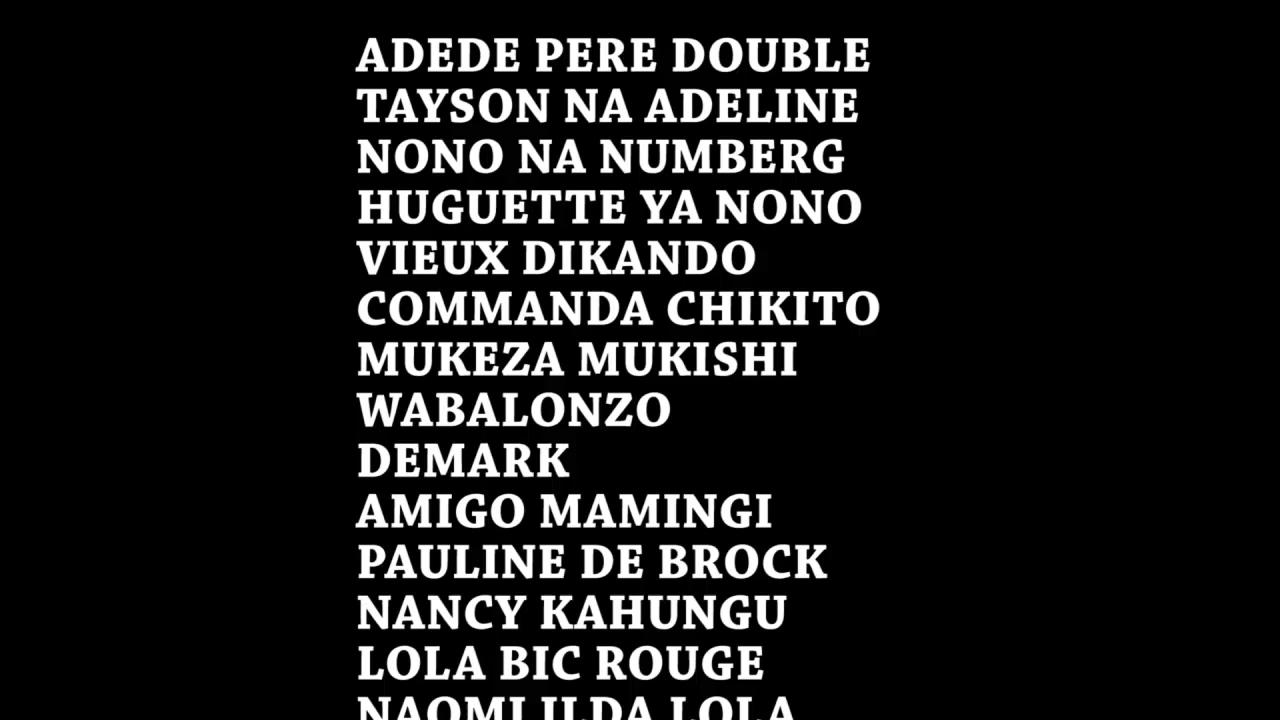 ADEDE PERE DOUBLE
TAYSON NA ADELINE
NONO NA NUMBERG
HUGUETTE YA NONO
VIEUX DIKANDO
COMMANDA CHIKITO
MUKEZA MUKISHI
WABALONZO
DEMARK
AMIGO MAMINGI
PAULINE DE BROCK
NANCY KAHUNGU
LOLA BIC ROUGE
NAOMI ILDA LOLA